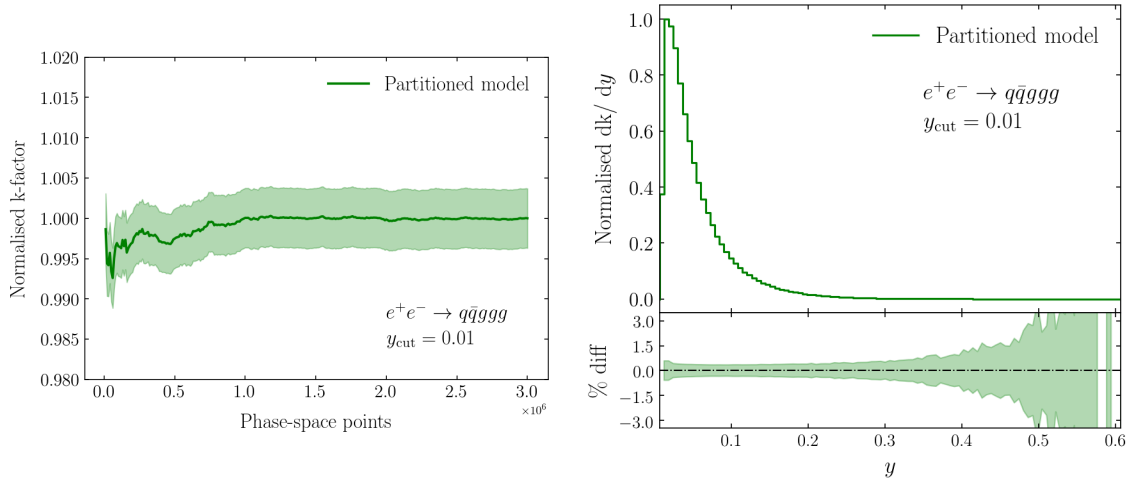 1.020
1.015
1.010
1.005
1.000
0.995
0.990
0.985
0.980
Normalised k-factor
Partitioned model
e⁺e⁻ → qq̄ggg
y_cut = 0.01
0.0 0.5 1.0 1.5 2.0 2.5 3.0
×10⁶
Phase-space points
1.0
0.8
0.6
0.4
0.2
0.0
Normalised dk/ dy
Partitioned model
e⁺e⁻ → qq̄ggg
y_cut = 0.01
3.0
1.5
0.0
−1.5
−3.0
% diff
0.1 0.2 0.3 0.4 0.5 0.6
y